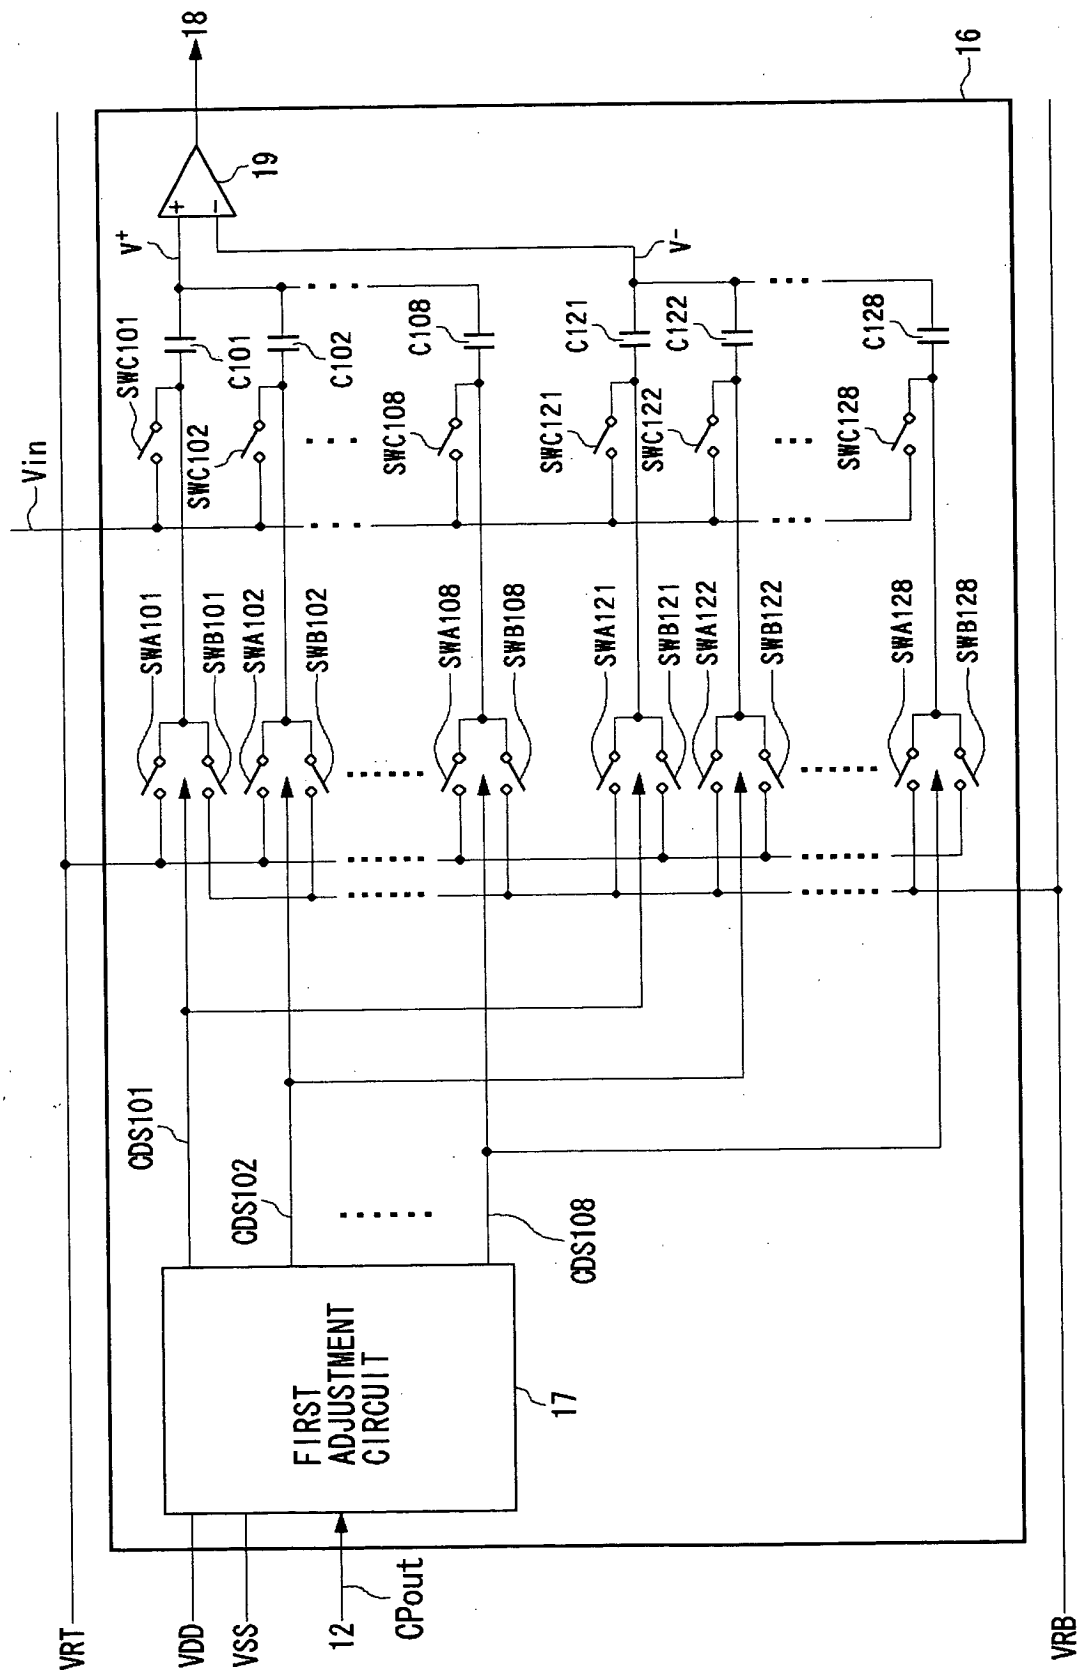 18
16
19
V+
V-
+
−
SWC101
C101
C102
SWC102
C108
SWC108
C121
SWC121
C122
SWC122
C128
SWC128
Vin
SWA101
SWB101
SWA102
SWB102
SWA108
SWB108
SWA121
SWB121
SWA122
SWB122
SWA128
SWB128
CDS101
CDS102
CDS108
FIRST
ADJUSTMENT
CIRCUIT
17
VRT
VDD
VSS
12
CPout
VRB